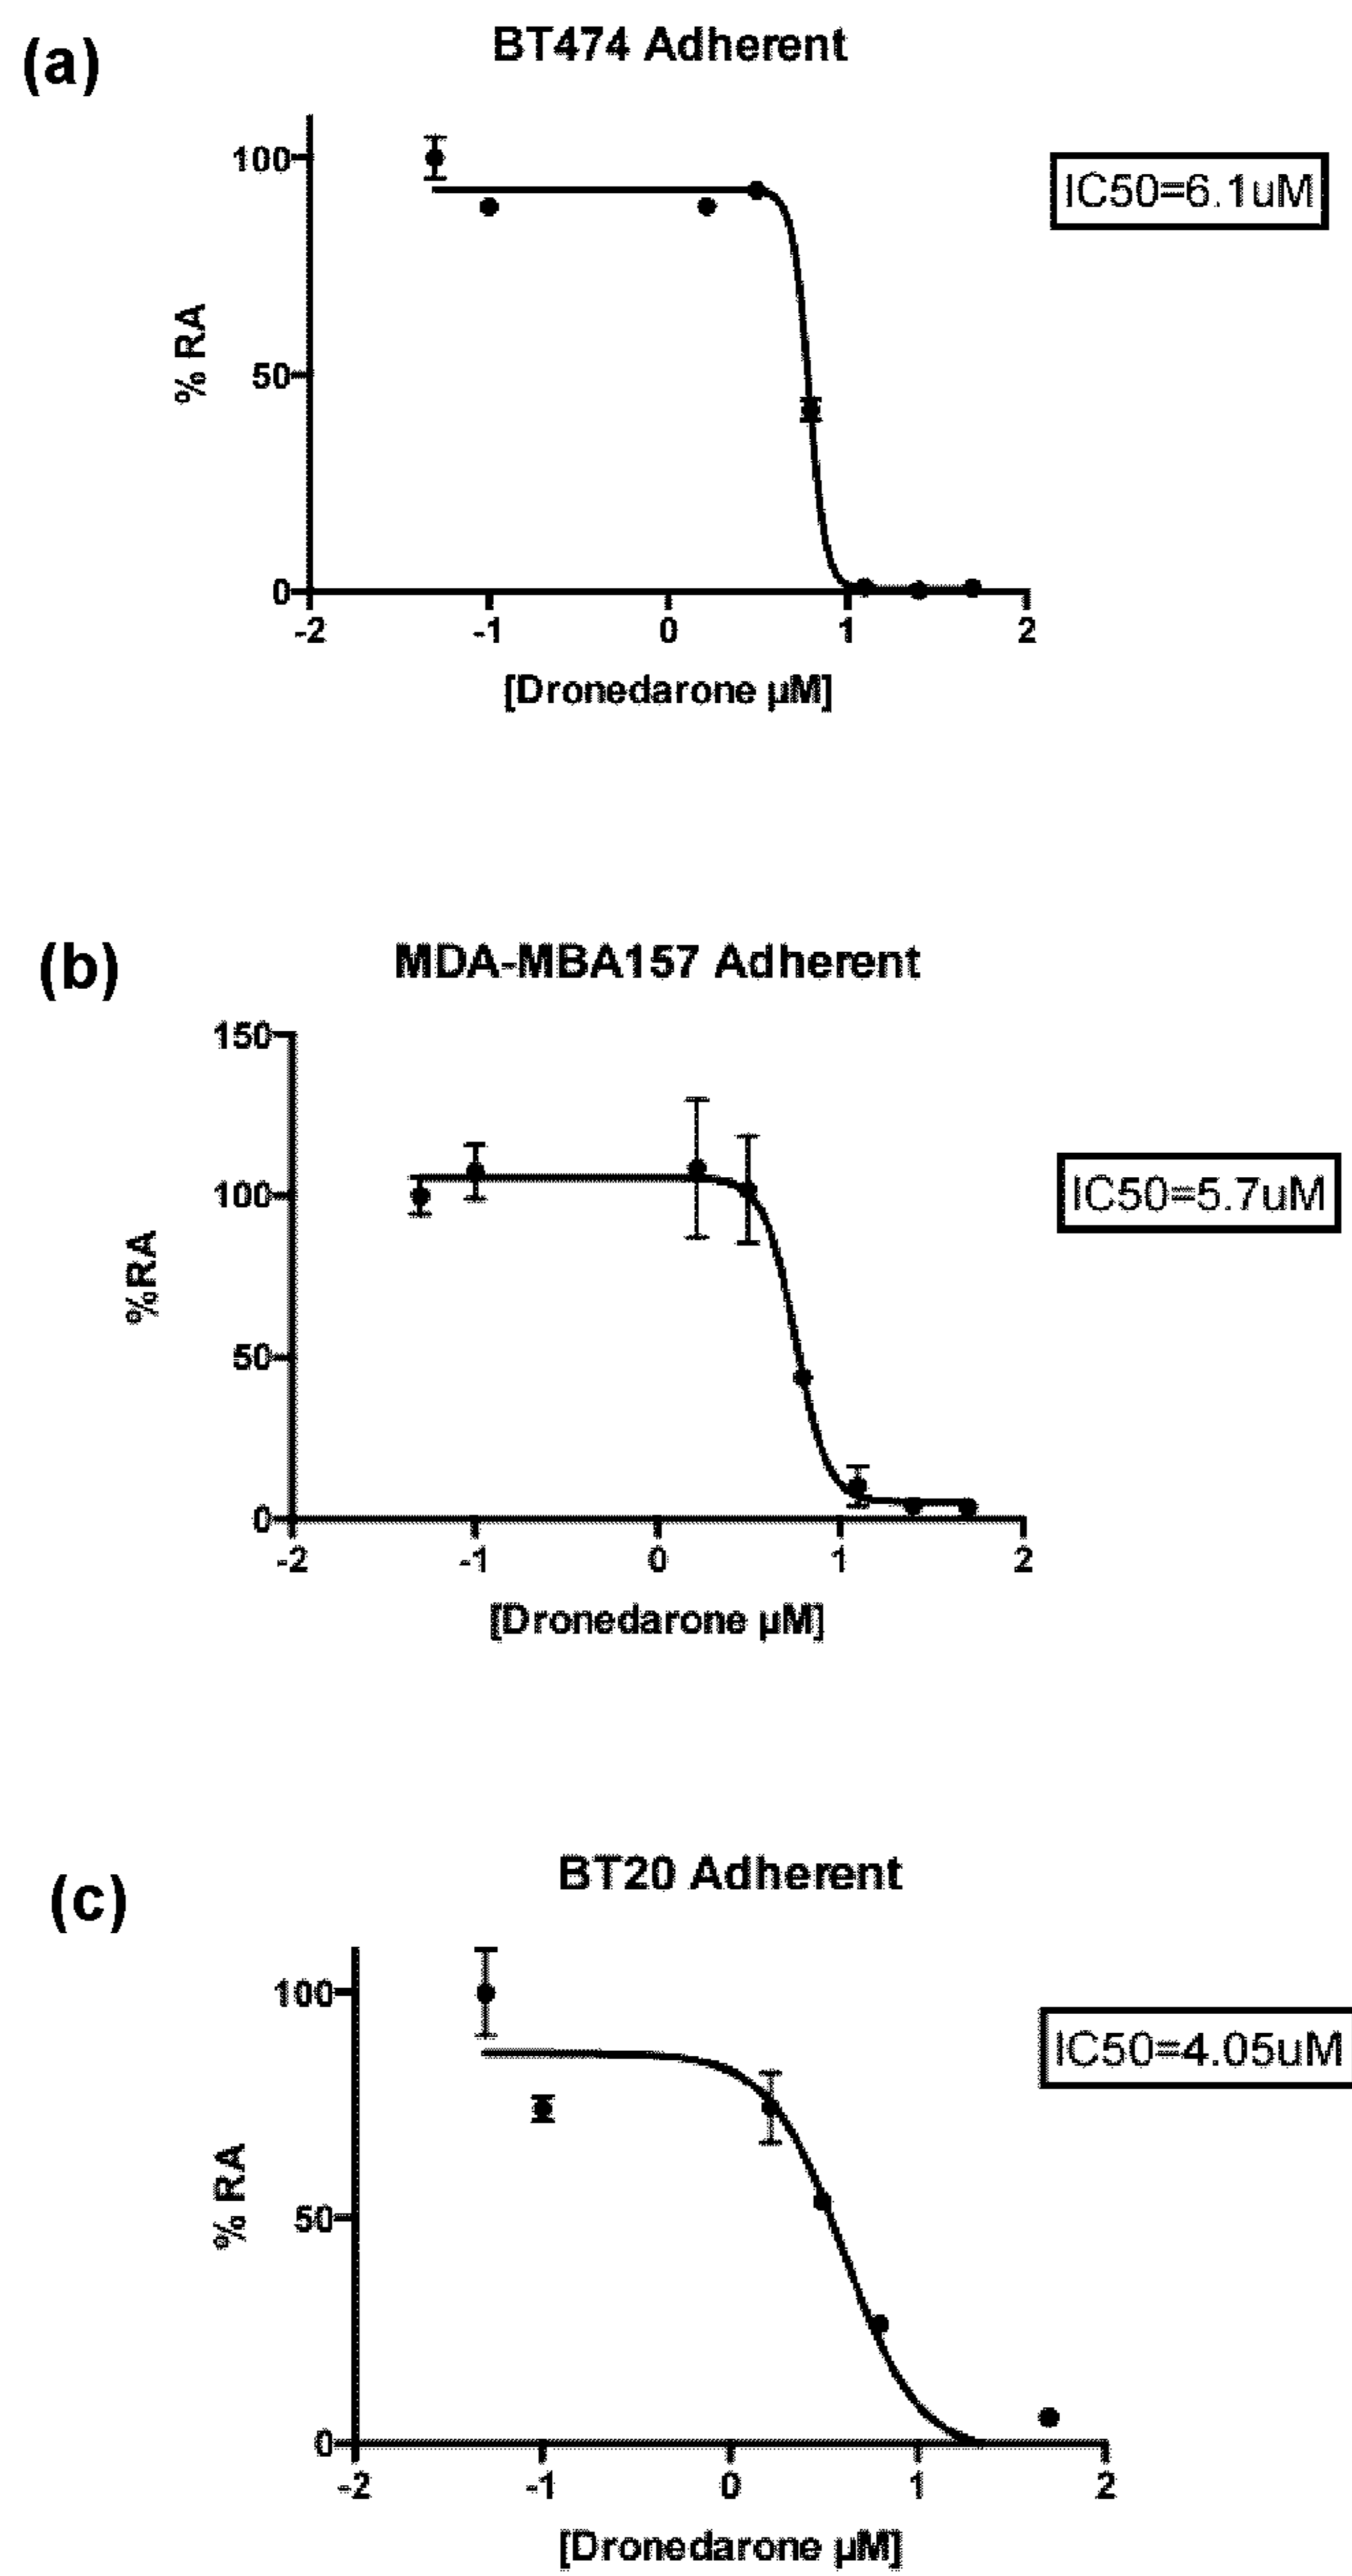 (a)
BT474 Adherent
100
50
0
% RA
IC50=6.1uM
-2 -1 0 1 2
[Dronedarone µM]
(b)
MDA-MBA157 Adherent
150
100
50
0
%RA
IC50=5.7uM
-2 -1 0 1 2
[Dronedarone µM]
(c)
BT20 Adherent
100
50
0
% RA
IC50=4.05uM
-2 -1 0 1 2
[Dronedarone µM]